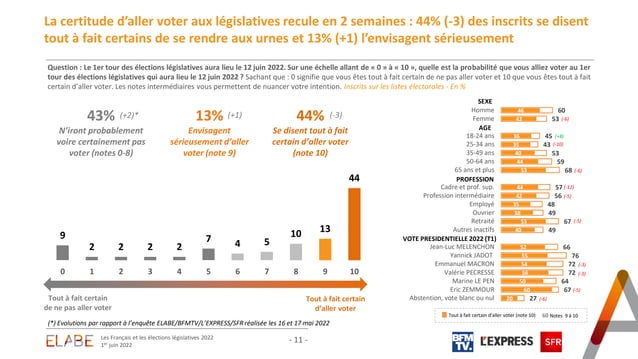 La certitude d'aller voter aux législatives recule en 2 semaines : 44% (-3) des inscrits se disent
tout à fait certains de se rendre aux urnes et 13% (+1) l'envisagent sérieusement
Question : Le 1er tour des élections législatives aura lieu le 12 juin 2022. Sur une échelle allant de « 0 » à « 10 », quelle est la probabilité que vous alliez voter au 1er
tour des élections législatives qui aura lieu le 12 juin 2022 ? Sachant que : 0 signifie que vous êtes tout à fait certain de ne pas aller voter et 10 que vous êtes tout à fait
certain d'aller voter. Les notes intermédiaires vous permettent de nuancer votre intention. Inscrits sur les listes électorales - En %
43% (+2)*
N'iront probablement
voire certainement pas
voter (notes 0-8)
13% (+1)
Envisagent
sérieusement d'aller
voter (note 9)
44% (-3)
Se disent tout à fait
certain d'aller voter
(note 10)
9 2 2 2 2 7 4 5 10 13 44
0 1 2 3 4 5 6 7 8 9 10
Tout à fait certain
de ne pas aller voter
Tout à fait certain
d'aller voter
SEXE
Homme 46 60
Femme 42 53 (-6)
AGE
18-24 ans 45 (+8)
25-34 ans 43 (-10)
35-49 ans 40 53
50-64 ans 44 59
65 ans et plus 53 68 (-6)
PROFESSION
Cadre et prof. sup. 44 57 (-12)
Profession intermédiaire 42 56 (-5)
Employé 48
Ouvrier 49
Retraité 53 67 (-5)
Autres inactifs 40 49
VOTE PRESIDENTIELLE 2022 (T1)
Jean-Luc MELENCHON 52 66
Yannick JADOT 76
Emmanuel MACRON 54 72 (-3)
Valérie PECRESSE 72 (-3)
Marine LE PEN 50 64
Eric ZEMMOUR 60 67 (-5)
Abstention, vote blanc ou nul 20 27 (-6)
Tout à fait certain d'aller voter (note 10) 60 Notes 9 à 10
(*) Evolutions par rapport à l'enquête ELABE/BFMTV/L'EXPRESS/SFR réalisée les 16 et 17 mai 2022
ELABE
Les Français et les élections législatives 2022
1er juin 2022
- 11 -
BFM
TV.
L'EXPRESS
SFR